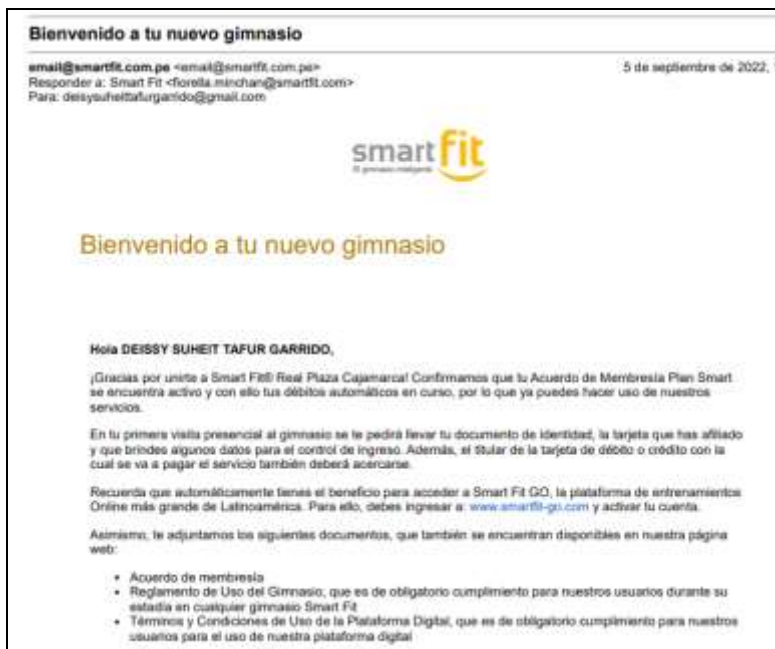 Bienvenido a tu nuevo gimnasio
email@smartfit.com.pe <email@smartfit.com.pe>
5 de septiembre de 2022,
Responder a: Smart Fit <fiorella.minchan@smartfit.com>
Para: deisysuheittafurgarrido@gmail.com
smart fit
El gimnasio inteligente
Bienvenido a tu nuevo gimnasio
Hola DEISSY SUHEIT TAFUR GARRIDO,
¡Gracias por unirte a Smart Fit® Real Plaza Cajamarca! Confirmamos que tu Acuerdo de Membresía Plan Smart
se encuentra activo y con ello tus débitos automáticos en curso, por lo que ya puedes hacer uso de nuestros
servicios.
En tu primera visita presencial al gimnasio se te pedirá llevar tu documento de identidad, la tarjeta que has afiliado
y que brindes algunos datos para el control de ingreso. Además, el titular de la tarjeta de débito o crédito con la
cual se va a pagar el servicio también deberá acercarse.
Recuerda que automáticamente tienes el beneficio para acceder a Smart Fit GO, la plataforma de entrenamientos
Online más grande de Latinoamérica. Para ello, debes ingresar a: www.smartfit-go.com y activar tu cuenta.
Asimismo, te adjuntamos los siguientes documentos, que también se encuentran disponibles en nuestra página
web:
• Acuerdo de membresía
• Reglamento de Uso del Gimnasio, que es de obligatorio cumplimiento para nuestros usuarios durante su
estadía en cualquier gimnasio Smart Fit
• Términos y Condiciones de Uso de la Plataforma Digital, que es de obligatorio cumplimiento para nuestros
usuarios para el uso de nuestra plataforma digital